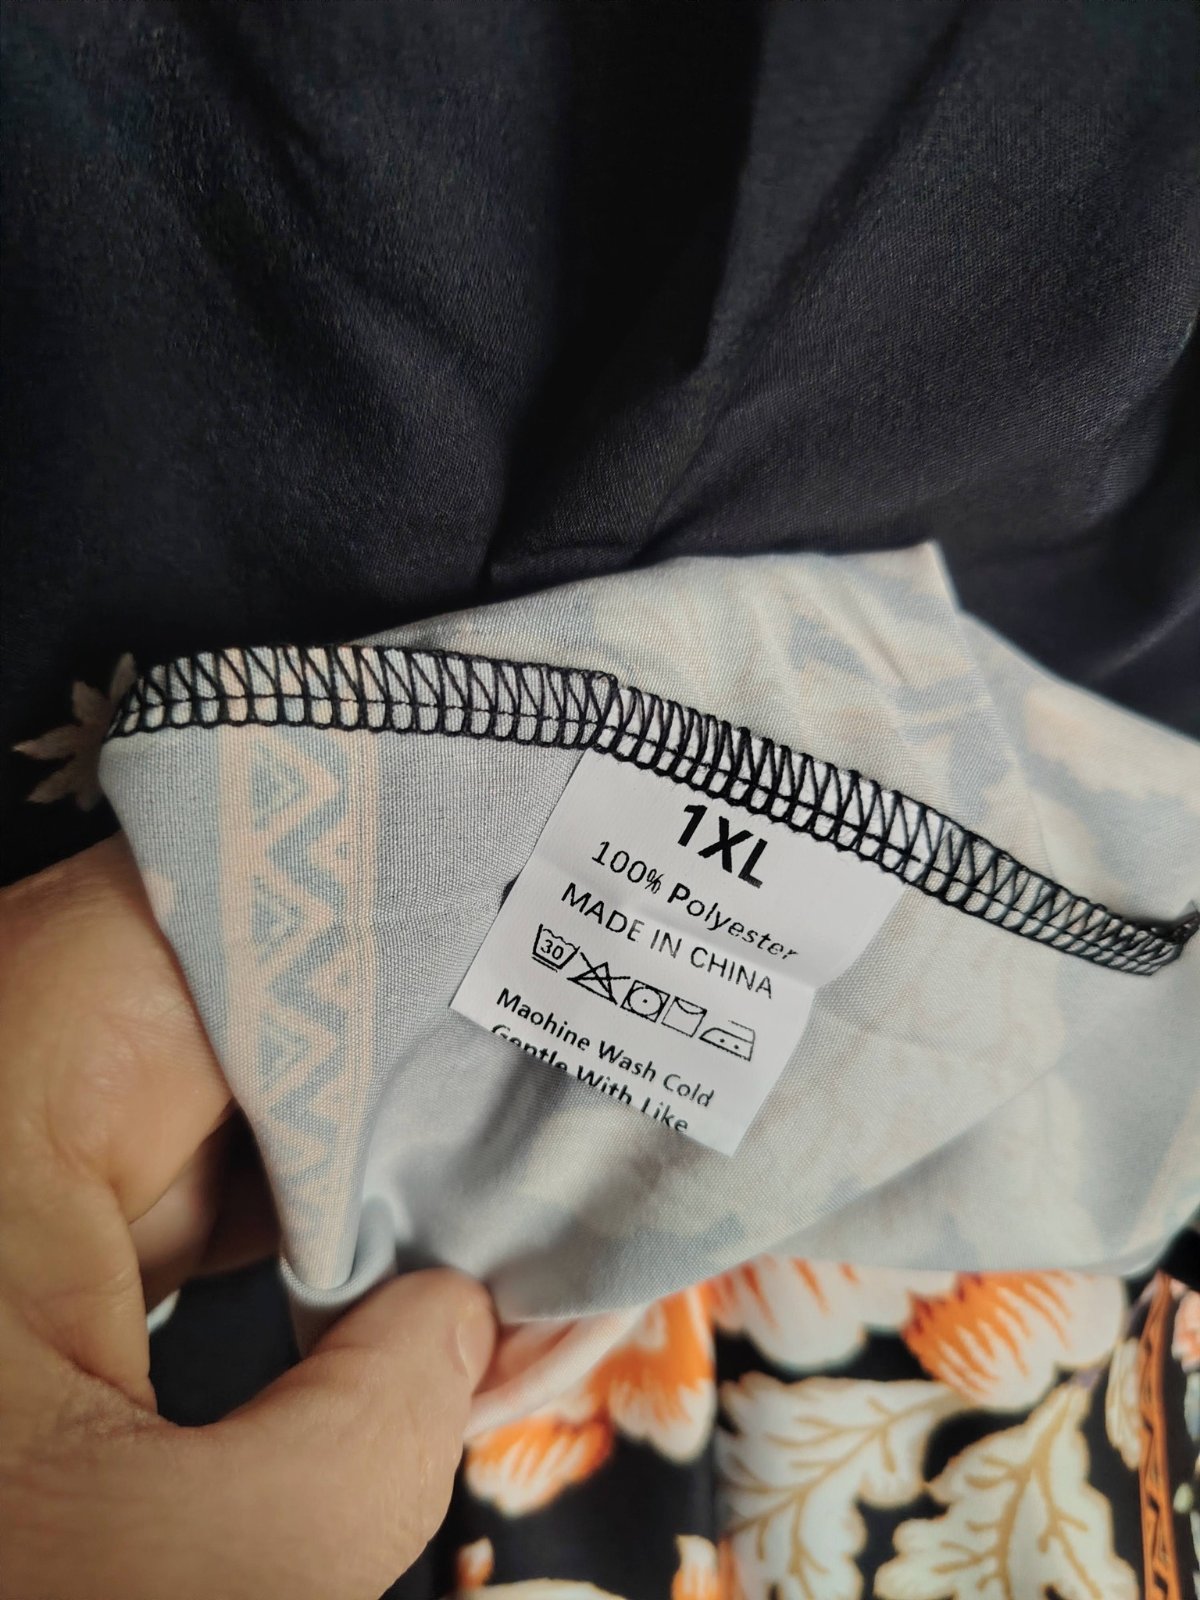 1XL
100% Polyester
MADE IN CHINA
30
Maohine Wash Cold
Gentle With Like